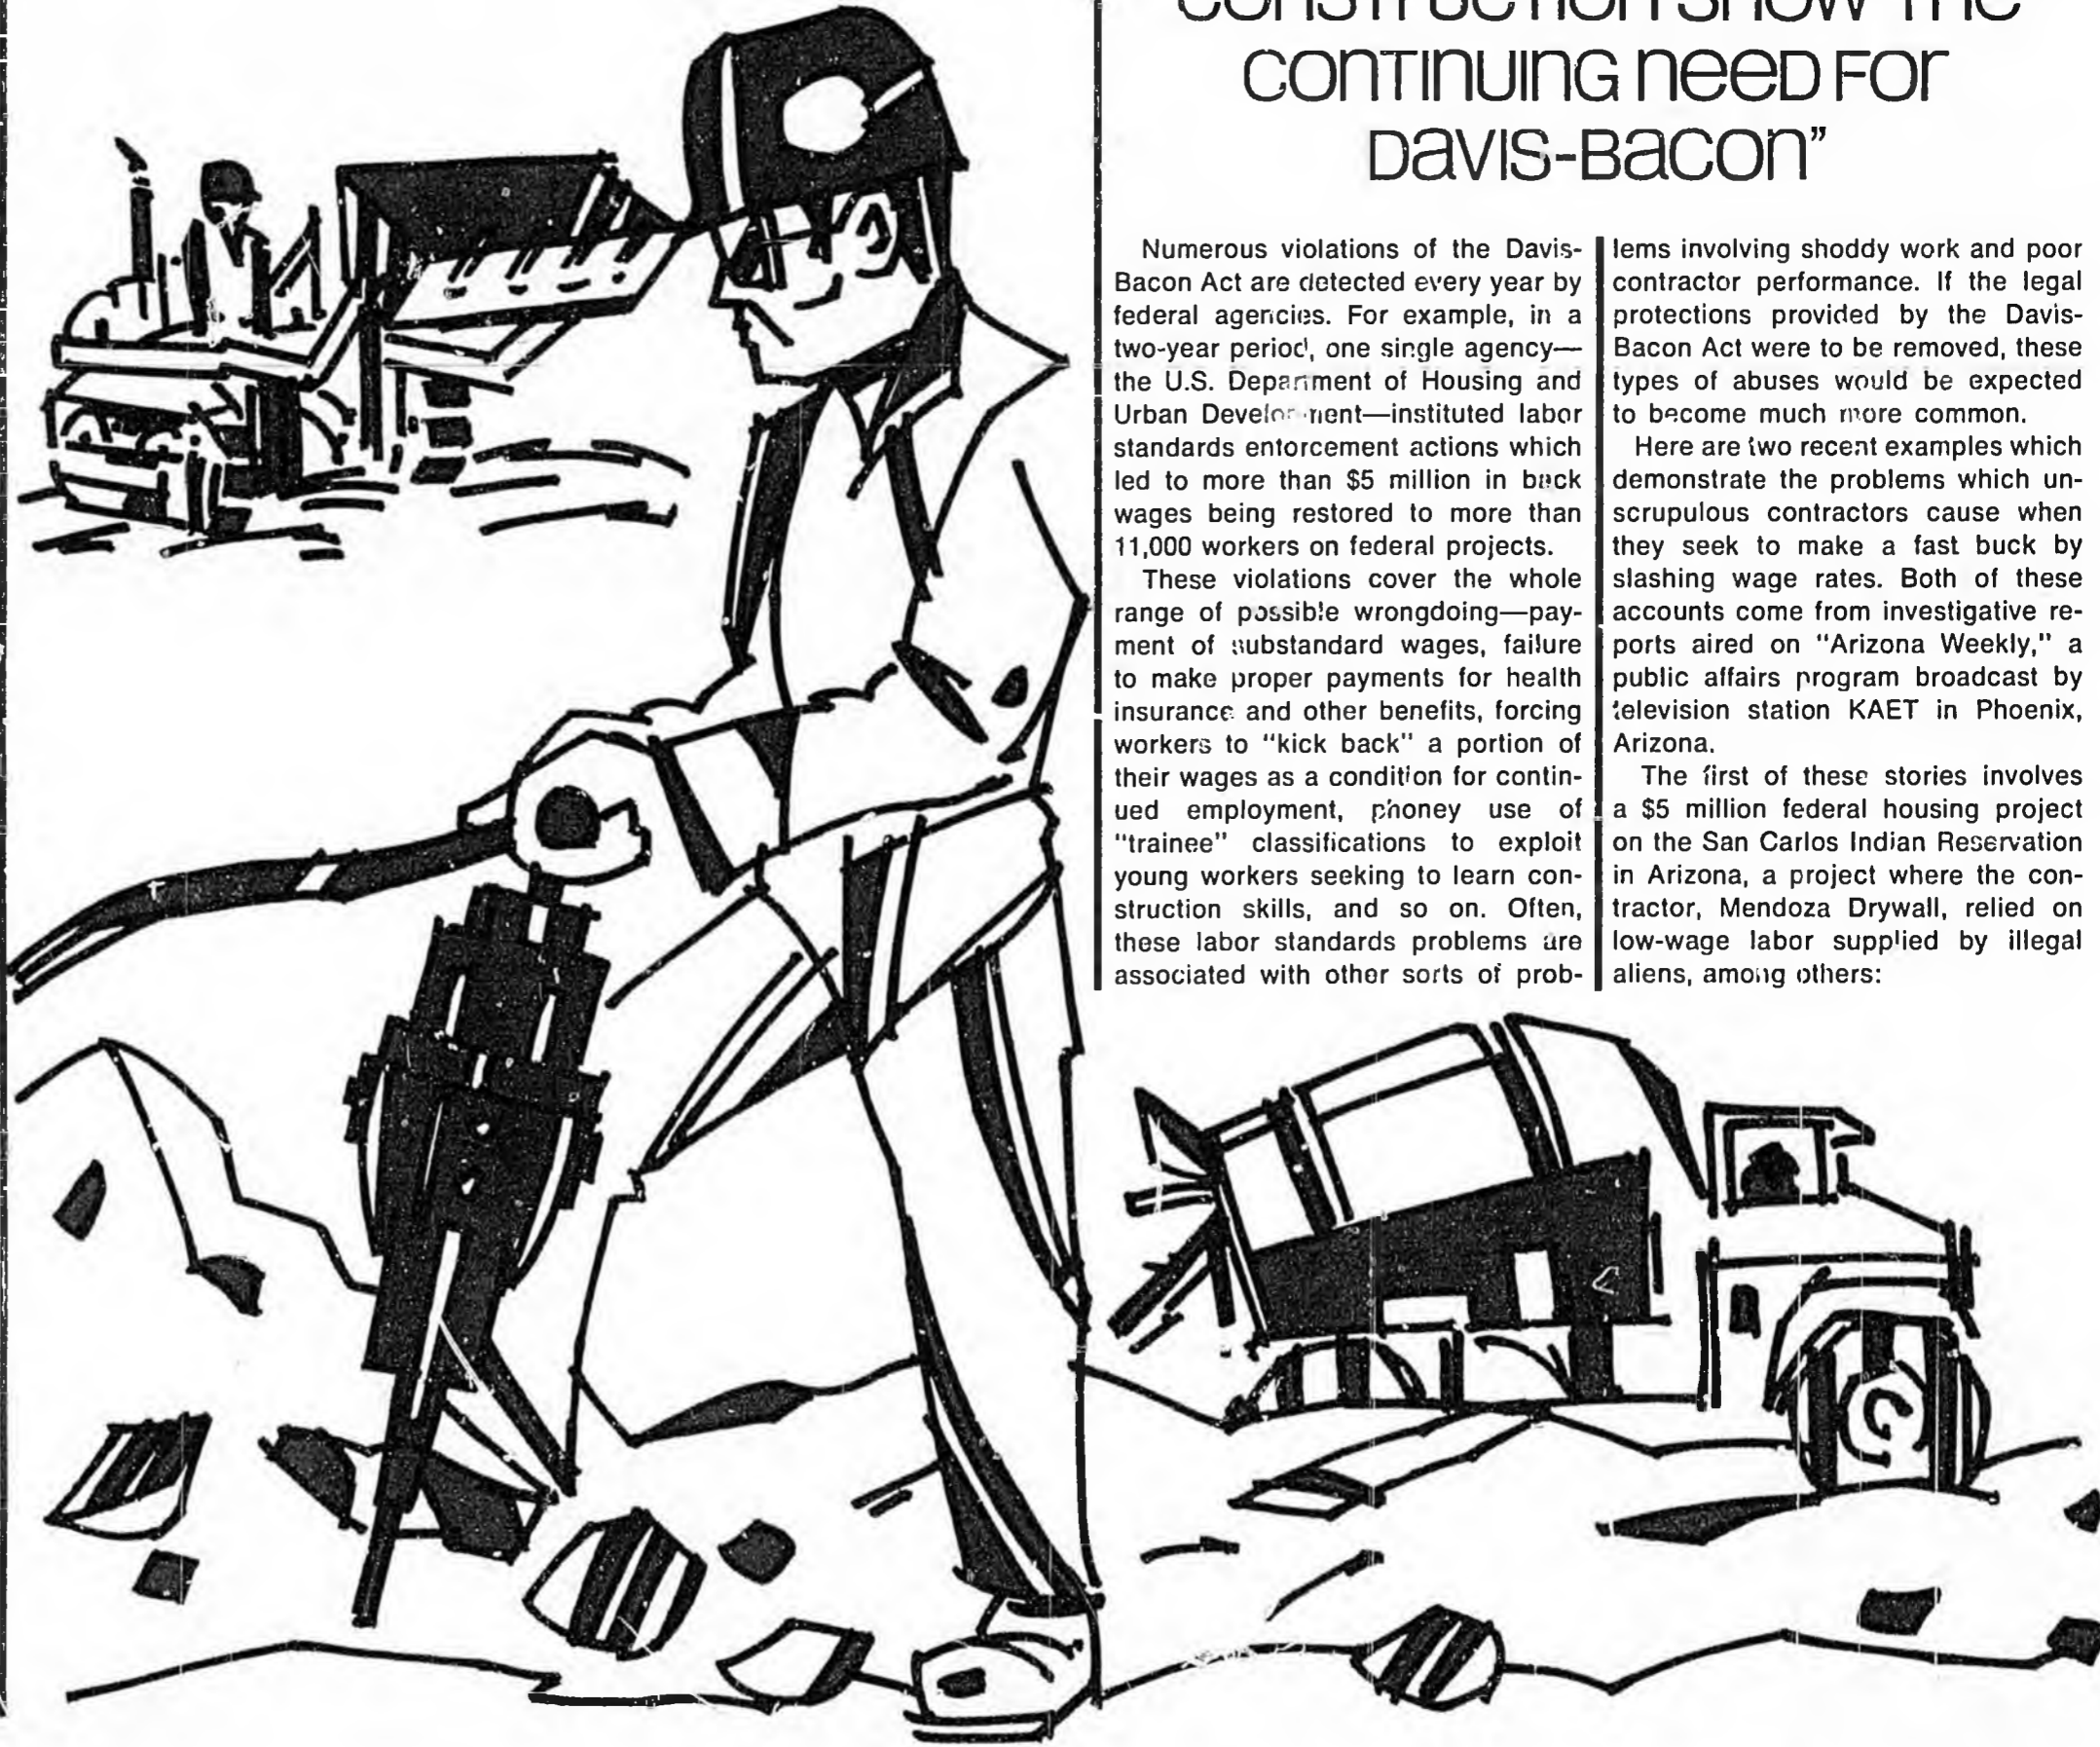 CONSTRUCTION SHOW THE
CONTINUING NEED FOR
DAVIS-BACON"
Numerous violations of the Davis-
Bacon Act are detected every year by
federal agencies. For example, in a
two-year period, one single agency—
the U.S. Department of Housing and
Urban Development—instituted labor
standards enforcement actions which
led to more than $5 million in back
wages being restored to more than
11,000 workers on federal projects.
These violations cover the whole
range of possible wrongdoing—pay-
ment of substandard wages, failure
to make proper payments for health
insurance and other benefits, forcing
workers to "kick back" a portion of
their wages as a condition for contin-
ued employment, phoney use of
"trainee" classifications to exploit
young workers seeking to learn con-
struction skills, and so on. Often,
these labor standards problems are
associated with other sorts of prob-
lems involving shoddy work and poor
contractor performance. If the legal
protections provided by the Davis-
Bacon Act were to be removed, these
types of abuses would be expected
to become much more common.
Here are two recent examples which
demonstrate the problems which un-
scrupulous contractors cause when
they seek to make a fast buck by
slashing wage rates. Both of these
accounts come from investigative re-
ports aired on "Arizona Weekly," a
public affairs program broadcast by
television station KAET in Phoenix,
Arizona.
The first of these stories involves
a $5 million federal housing project
on the San Carlos Indian Reservation
in Arizona, a project where the con-
tractor, Mendoza Drywall, relied on
low-wage labor supplied by illegal
aliens, among others: